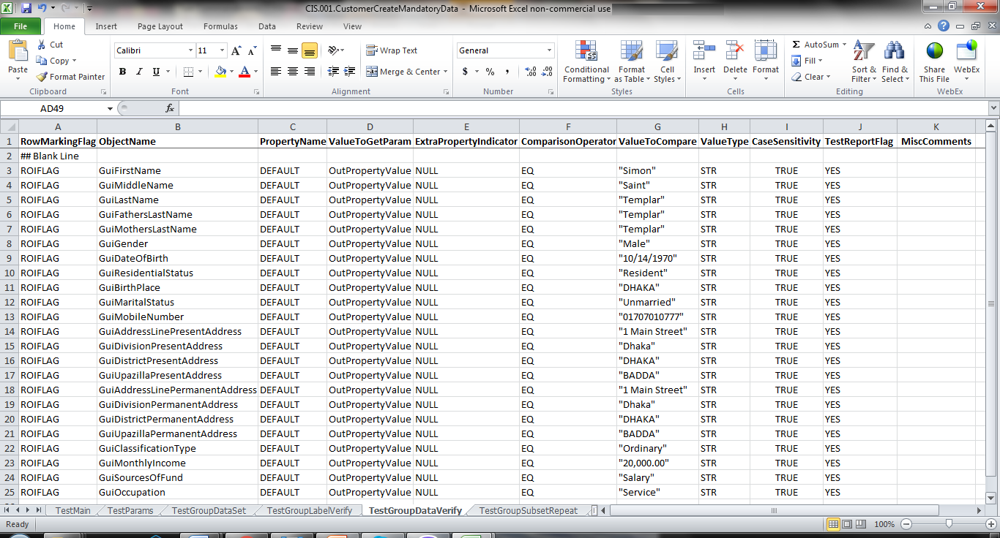 CIS.001.CustomerCreateMandatoryData - Microsoft Excel non-commercial use
File Home Insert Page Layout Formulas Data Review View
Paste Cut Copy Format Painter Clipboard
Calibri 11 B I U A A A Font
Wrap Text Merge & Center Alignment
General $ % , .00 .0 Number
Conditional Formatting Format as Table Cell Styles Styles
Insert Delete Format Cells
Σ AutoSum Fill Clear Sort & Filter Find & Select Editing
Share This File WebEx WebEx
AD49 fx
A B C D E F G H I J K
1 RowMarkingFlag ObjectName PropertyName ValueToGetParam ExtraPropertyIndicator ComparisonOperator ValueToCompare ValueType CaseSensitivity TestReportFlag MiscComments
2 ## Blank Line
3 ROIFLAG GuiFirstName DEFAULT OutPropertyValue NULL EQ "Simon" STR TRUE YES
4 ROIFLAG GuiMiddleName DEFAULT OutPropertyValue NULL EQ "Saint" STR TRUE YES
5 ROIFLAG GuiLastName DEFAULT OutPropertyValue NULL EQ "Templar" STR TRUE YES
6 ROIFLAG GuiFathersLastName DEFAULT OutPropertyValue NULL EQ "Templar" STR TRUE YES
7 ROIFLAG GuiMothersLastName DEFAULT OutPropertyValue NULL EQ "Templar" STR TRUE YES
8 ROIFLAG GuiGender DEFAULT OutPropertyValue NULL EQ "Male" STR TRUE YES
9 ROIFLAG GuiDateOfBirth DEFAULT OutPropertyValue NULL EQ "10/14/1970" STR TRUE YES
10 ROIFLAG GuiResidentialStatus DEFAULT OutPropertyValue NULL EQ "Resident" STR TRUE YES
11 ROIFLAG GuiBirthPlace DEFAULT OutPropertyValue NULL EQ "DHAKA" STR TRUE YES
12 ROIFLAG GuiMaritalStatus DEFAULT OutPropertyValue NULL EQ "Unmarried" STR TRUE YES
13 ROIFLAG GuiMobileNumber DEFAULT OutPropertyValue NULL EQ "01707010777" STR TRUE YES
14 ROIFLAG GuiAddressLinePresentAddress DEFAULT OutPropertyValue NULL EQ "1 Main Street" STR TRUE YES
15 ROIFLAG GuiDivisionPresentAddress DEFAULT OutPropertyValue NULL EQ "Dhaka" STR TRUE YES
16 ROIFLAG GuiDistrictPresentAddress DEFAULT OutPropertyValue NULL EQ "DHAKA" STR TRUE YES
17 ROIFLAG GuiUpazillaPresentAddress DEFAULT OutPropertyValue NULL EQ "BADDA" STR TRUE YES
18 ROIFLAG GuiAddressLinePermanentAddress DEFAULT OutPropertyValue NULL EQ "1 Main Street" STR TRUE YES
19 ROIFLAG GuiDivisionPermanentAddress DEFAULT OutPropertyValue NULL EQ "Dhaka" STR TRUE YES
20 ROIFLAG GuiDistrictPermanentAddress DEFAULT OutPropertyValue NULL EQ "DHAKA" STR TRUE YES
21 ROIFLAG GuiUpazillaPermanentAddress DEFAULT OutPropertyValue NULL EQ "BADDA" STR TRUE YES
22 ROIFLAG GuiClassificationType DEFAULT OutPropertyValue NULL EQ "Ordinary" STR TRUE YES
23 ROIFLAG GuiMonthlyIncome DEFAULT OutPropertyValue NULL EQ "20,000.00" STR TRUE YES
24 ROIFLAG GuiSourcesOfFund DEFAULT OutPropertyValue NULL EQ "Salary" STR TRUE YES
25 ROIFLAG GuiOccupation DEFAULT OutPropertyValue NULL EQ "Service" STR TRUE YES
TestMain TestParams TestGroupDataSet TestGroupLabelVerify TestGroupDataVerify TestGroupSubsetRepeat
Ready 100%